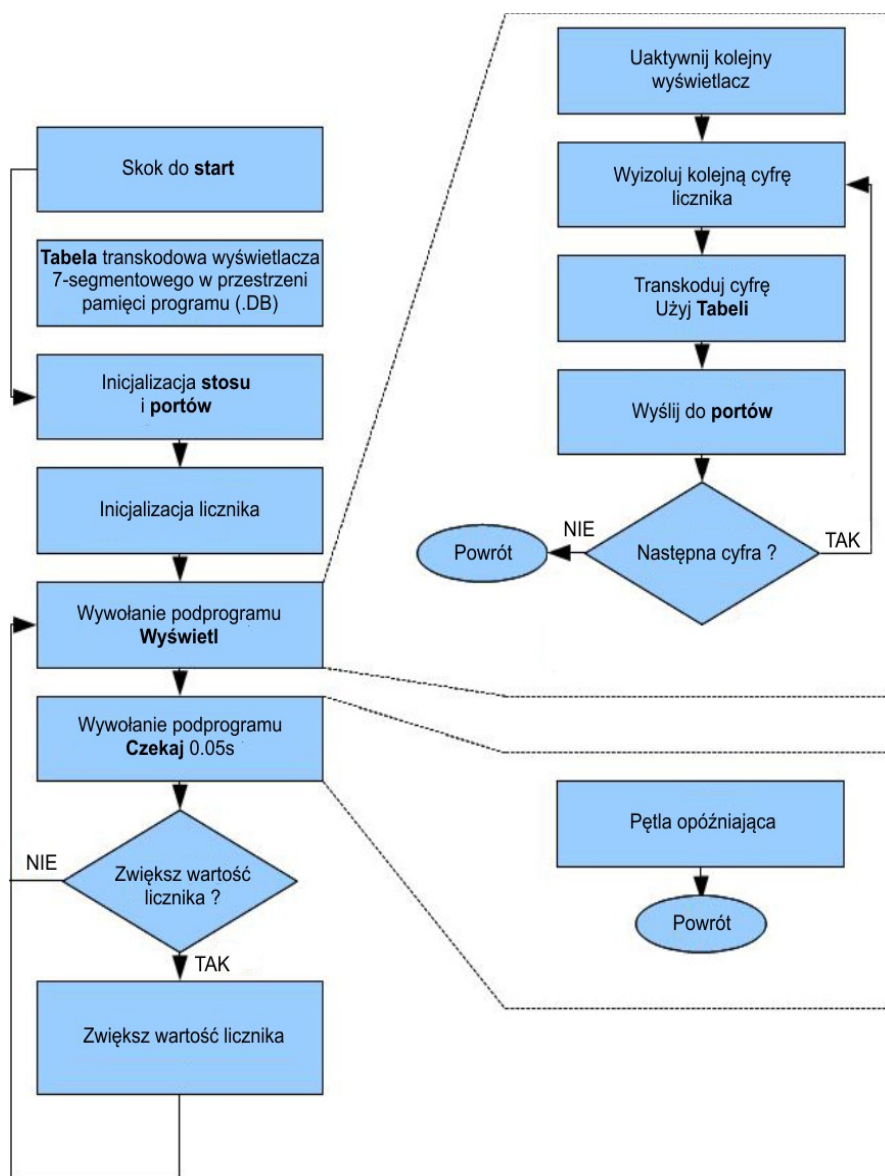 Skok do start
Tabela transkodowa wyświetlacza
7-segmentowego w przestrzeni
pamięci programu (.DB)
Inicjalizacja stosu
i portów
Inicjalizacja licznika
Wywołanie podprogramu
Wyświetl
Wywołanie podprogramu
Czekaj 0.05s
NIE
Zwiększ wartość
licznika ?
TAK
Zwiększ wartość licznika
Uaktywnij kolejny
wyświetlacz
Wyizoluj kolejną cyfrę
licznika
Transkoduj cyfrę
Użyj Tabeli
Wyślij do portów
Powrót
NIE
Następna cyfra ?
TAK
Pętla opóźniająca
Powrót